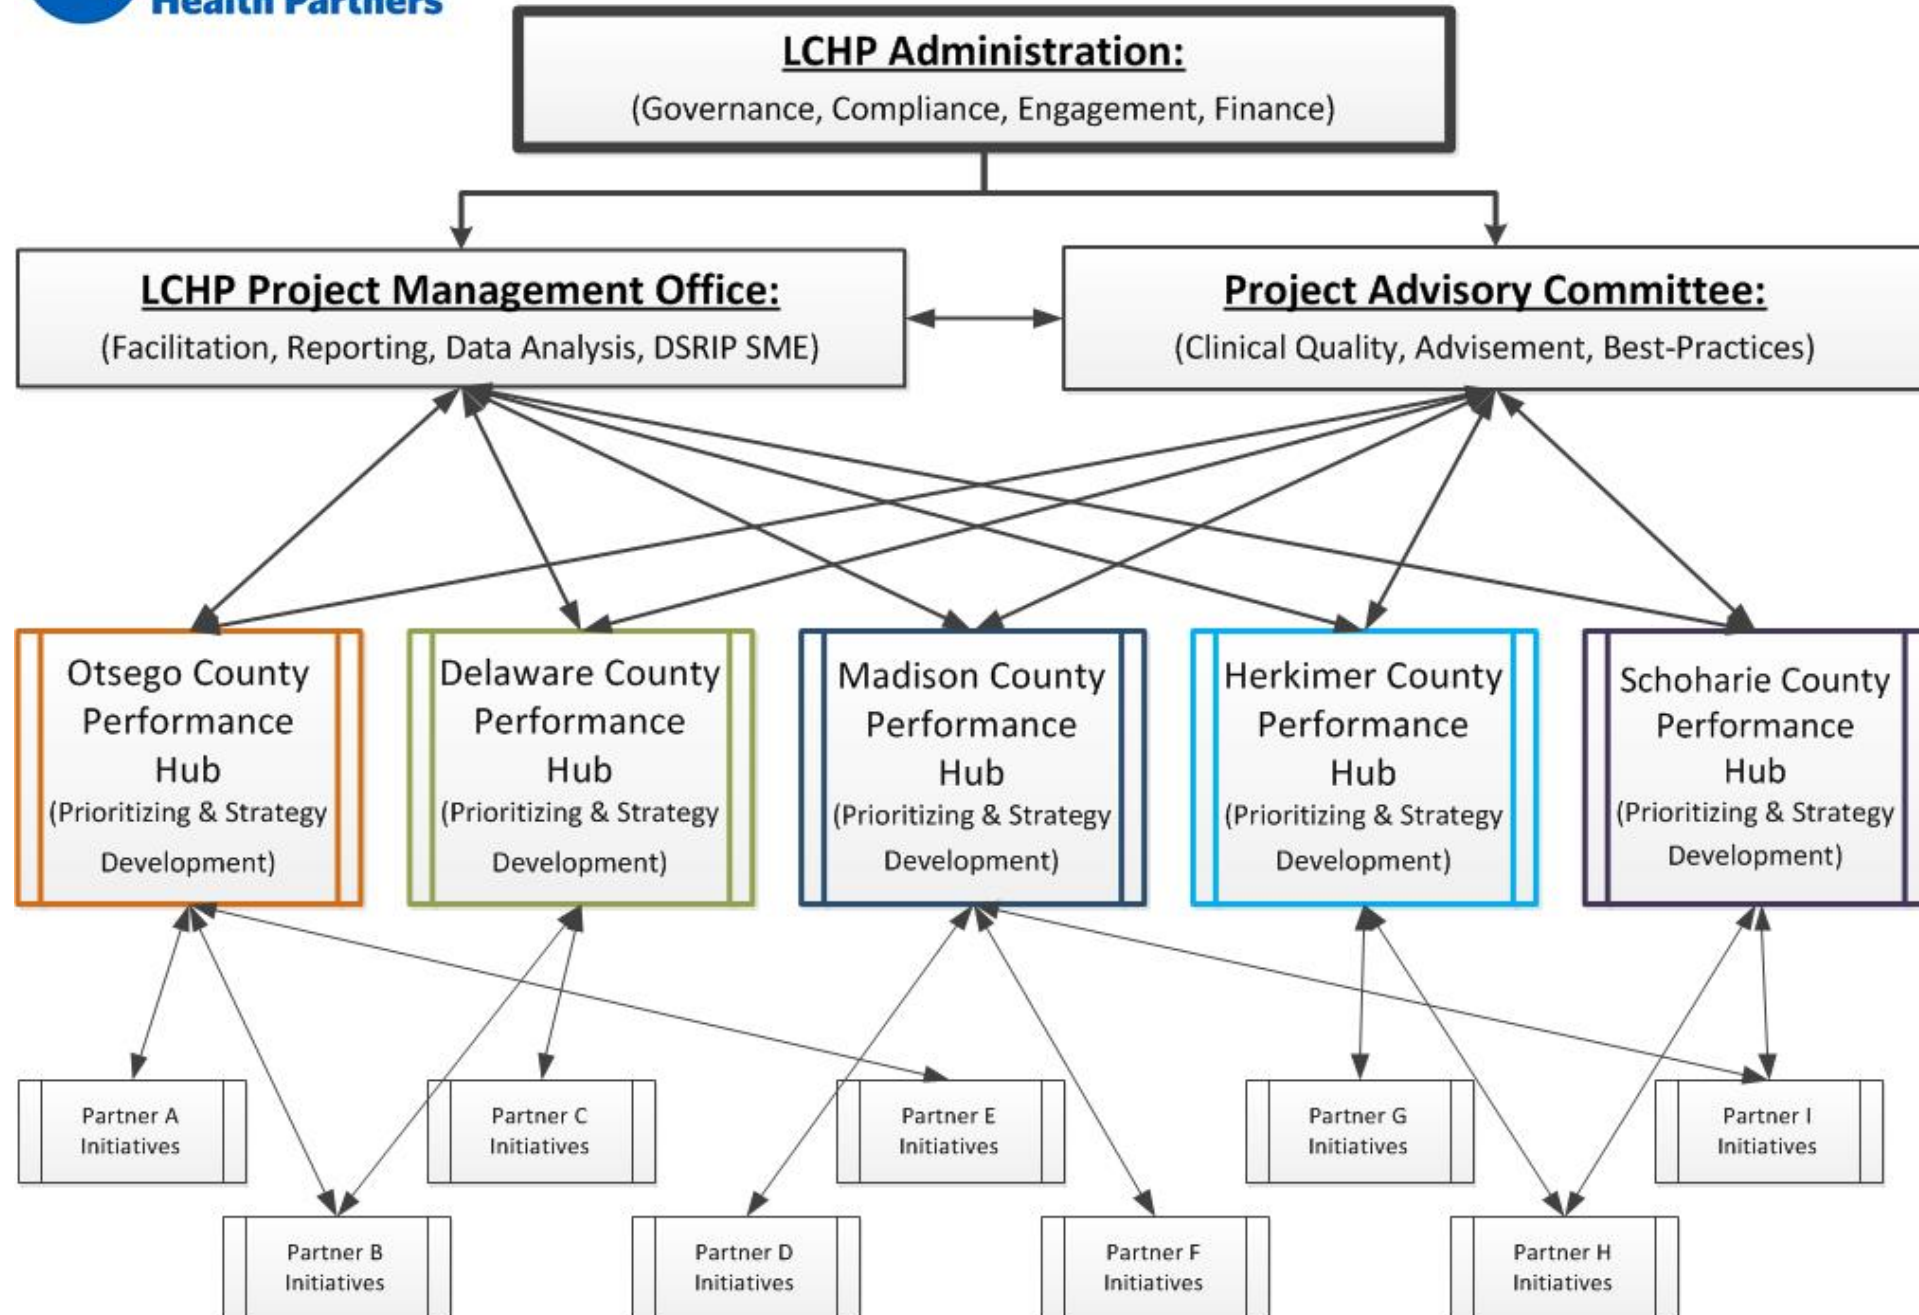 Health Partners
LCHP Administration:
(Governance, Compliance, Engagement, Finance)
LCHP Project Management Office:
(Facilitation, Reporting, Data Analysis, DSRIP SME)
Project Advisory Committee:
(Clinical Quality, Advisement, Best-Practices)
Otsego County
Performance
Hub
(Prioritizing & Strategy
Development)
Delaware County
Performance
Hub
(Prioritizing & Strategy
Development)
Madison County
Performance
Hub
(Prioritizing & Strategy
Development)
Herkimer County
Performance
Hub
(Prioritizing & Strategy
Development)
Schoharie County
Performance
Hub
(Prioritizing & Strategy
Development)
Partner A
Initiatives
Partner C
Initiatives
Partner E
Initiatives
Partner G
Initiatives
Partner I
Initiatives
Partner B
Initiatives
Partner D
Initiatives
Partner F
Initiatives
Partner H
Initiatives